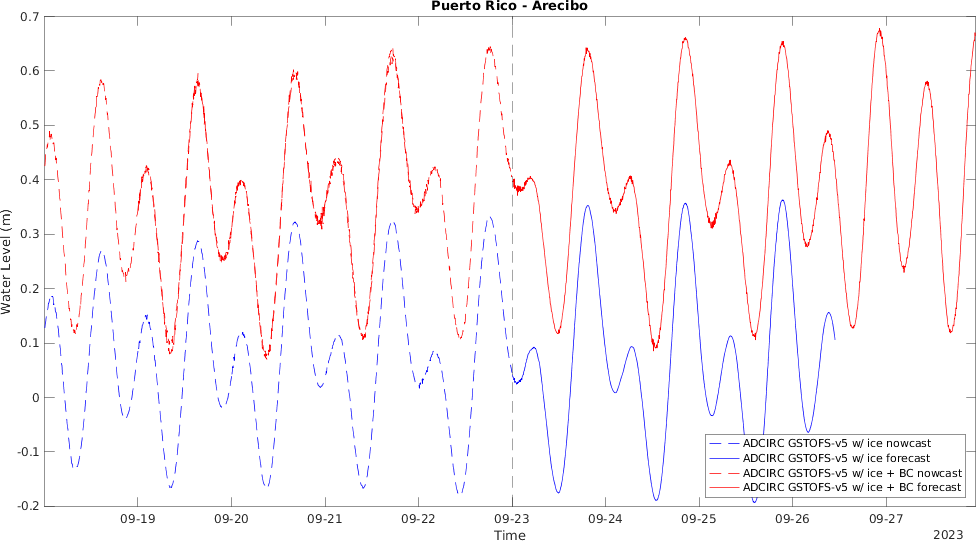 Puerto Rico - Arecibo
0.7
0.6
0.5
0.4
0.3
0.2
0.1
0
-0.1
-0.2
Water Level (m)
ADCIRC GSTOFS-v5 w/ ice nowcast
ADCIRC GSTOFS-v5 w/ ice forecast
ADCIRC GSTOFS-v5 w/ ice + BC nowcast
ADCIRC GSTOFS-v5 w/ ice + BC forecast
09-19 09-20 09-21 09-22 09-23 09-24 09-25 09-26 09-27
Time
2023